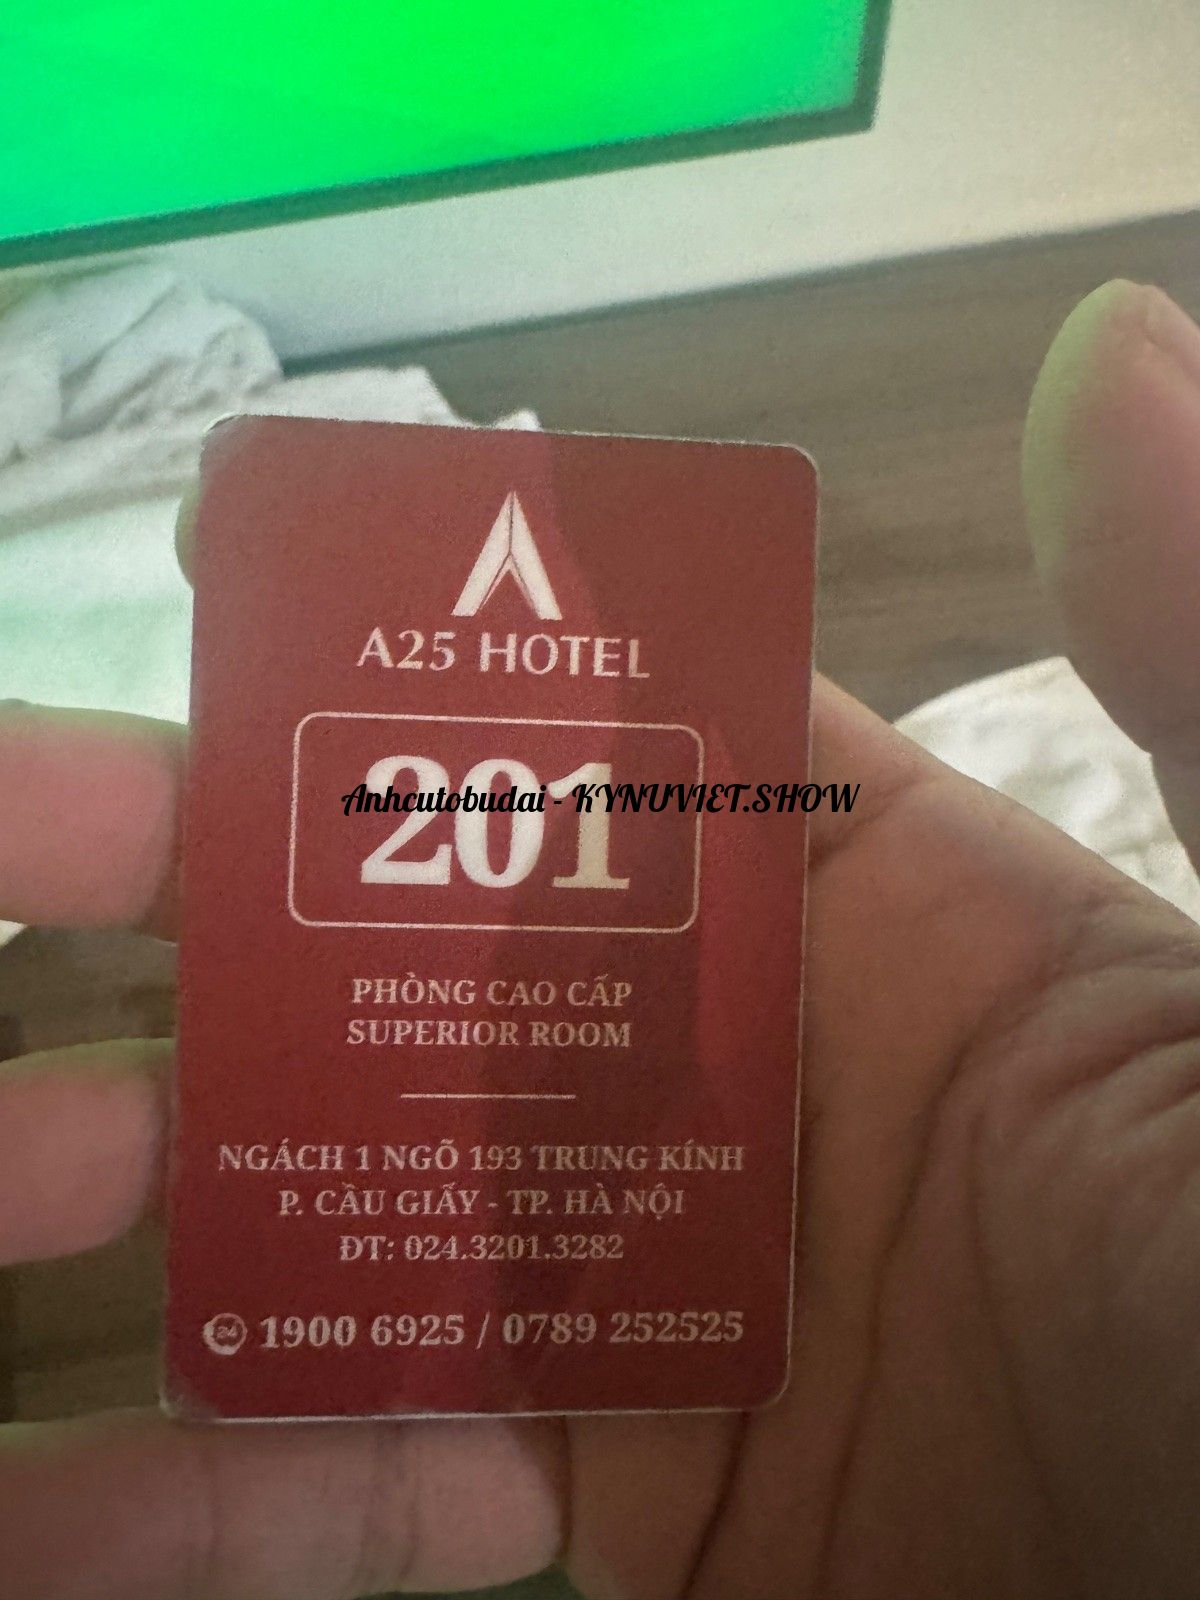 A25 HOTEL
201
Anhcutobudai - KYNUVIET.SHOW
PHÒNG CAO CẤP
SUPERIOR ROOM
NGÁCH 1 NGÕ 193 TRUNG KÍNH
P. CẦU GIẤY - TP. HÀ NỘI
ĐT: 024.3201.3282
24 1900 6925 / 0789 252525